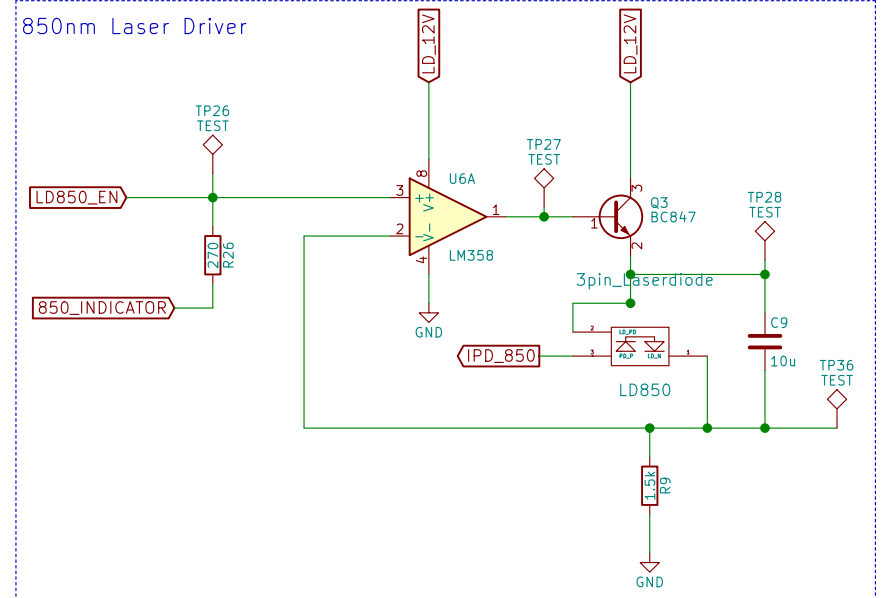 850nm Laser Driver
LD_12V
LD_12V
TP26
TEST
TP27
TEST
8
U6A
LD850_EN
3
+
V+
1
3
Q3
BC847
1
2
TP28
TEST
2
-
V-
4
LM358
270
R26
850_INDICATOR
GND
3pin_Laserdiode
2
LD_PD
IPD_850
3
PD_P
LD_N
1
LD850
C9
10u
TP36
TEST
1.5k
R9
GND